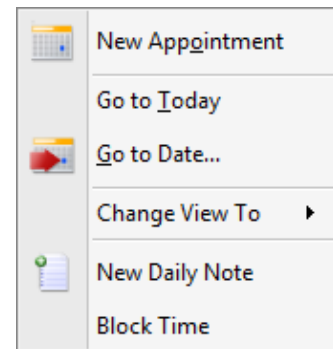 New Appointment
Go to Today
Go to Date...
Change View To
New Daily Note
Block Time